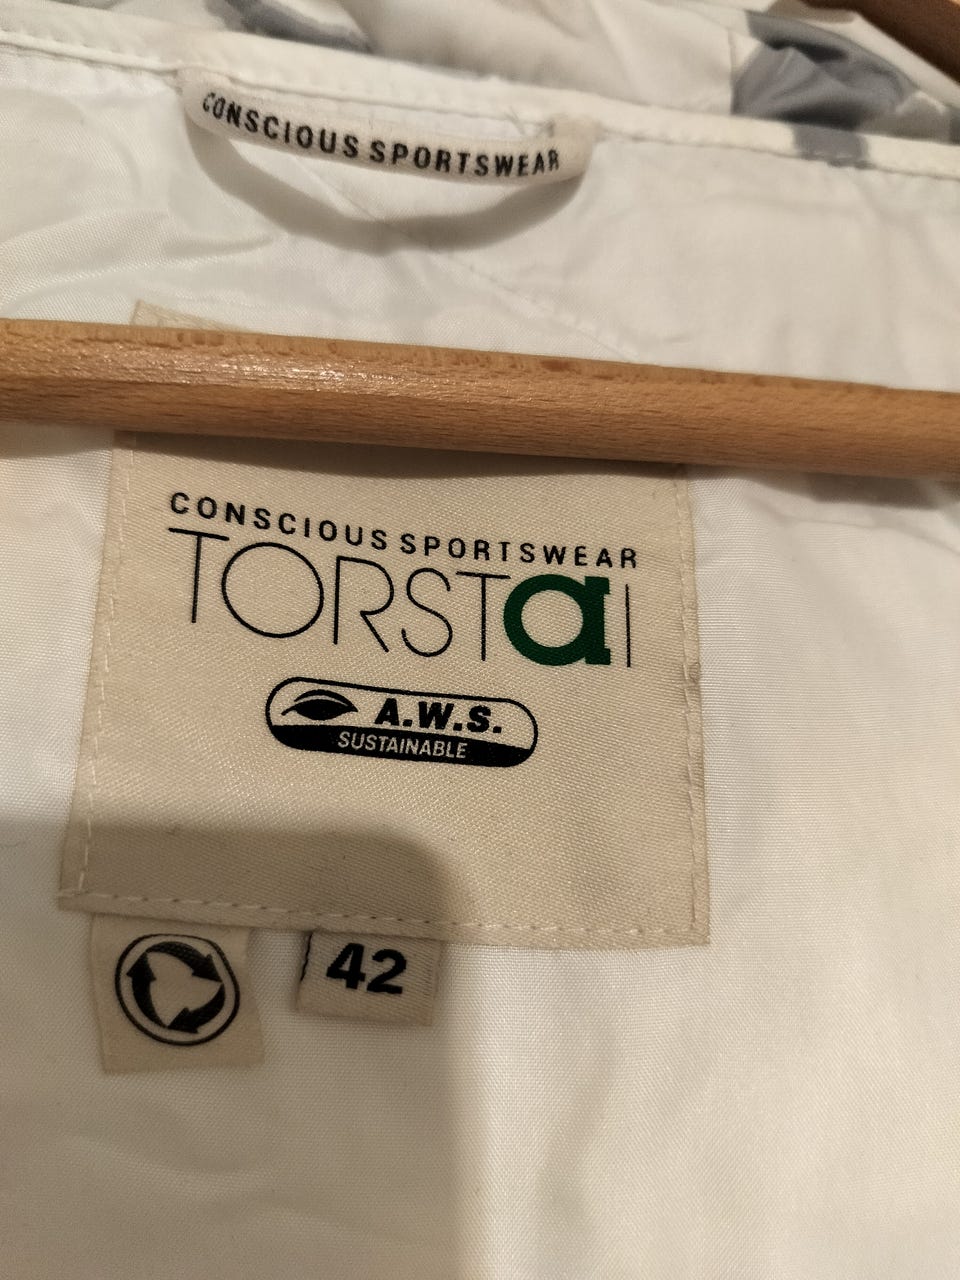 CONSCIOUS SPORTSWEAR
CONSCIOUS SPORTSWEAR
TORSTAI
A.W.S.
SUSTAINABLE
42